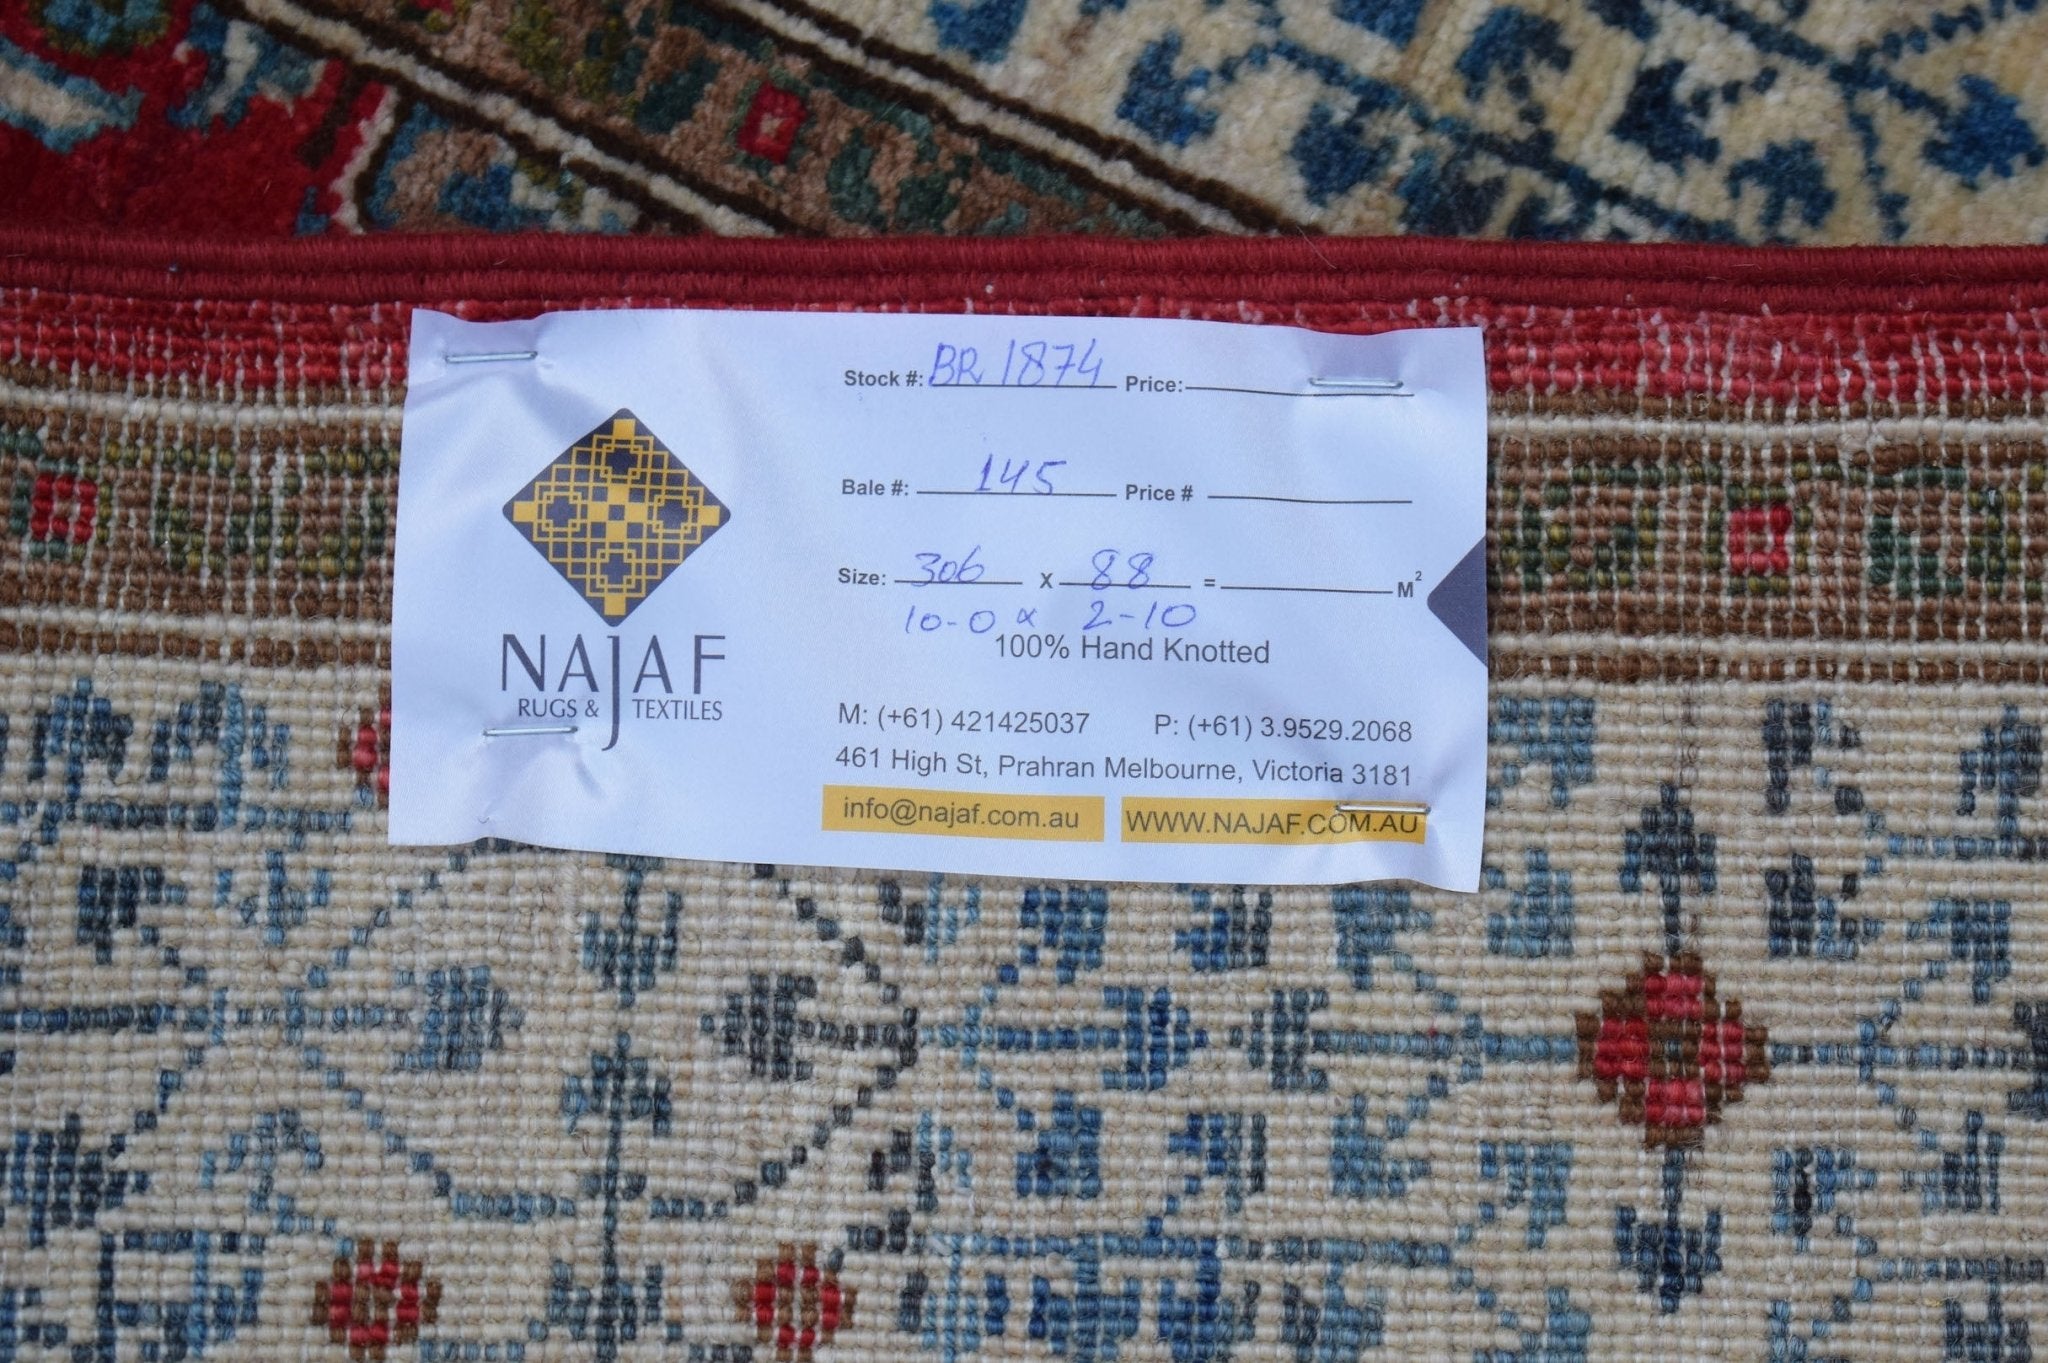 Stock #: BR 1874 Price:
Bale #: 145 Price #
Size: 306 x 88 = M²
10-0 x 2-10
100% Hand Knotted
NAJAF
RUGS & TEXTILES
M: (+61) 421425037 P: (+61) 3.9529.2068
461 High St, Prahran Melbourne, Victoria 3181
info@najaf.com.au WWW.NAJAF.COM.AU